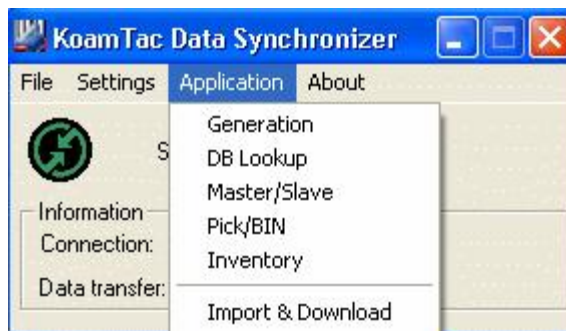 KoamTac Data Synchronizer
File Settings Application About
Generation
S
DB Lookup
Master/Slave
Information
Pick/BIN
Connection:
Inventory
Data transfer:
Import & Download